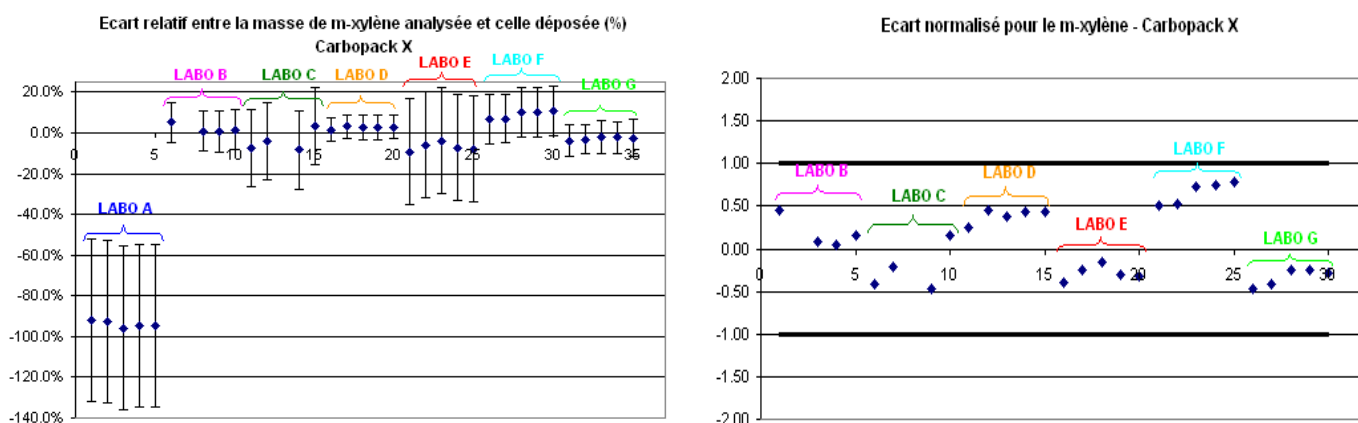 Ecart relatif entre la masse de m-xylène analysée et celle déposée (%)
Carbopack X
LABO A
LABO B
LABO C
LABO D
LABO E
LABO F
LABO G
20.0%
0.0%
-20.0%
-40.0%
-60.0%
-80.0%
-100.0%
-120.0%
-140.0%
0
5
10
15
20
25
30
35
Ecart normalisé pour le m-xylène - Carbopack X
LABO B
LABO C
LABO D
LABO E
LABO F
LABO G
2.00
1.50
1.00
0.50
0.00
-0.50
-1.00
-1.50
-2.00
0
5
10
15
20
25
30